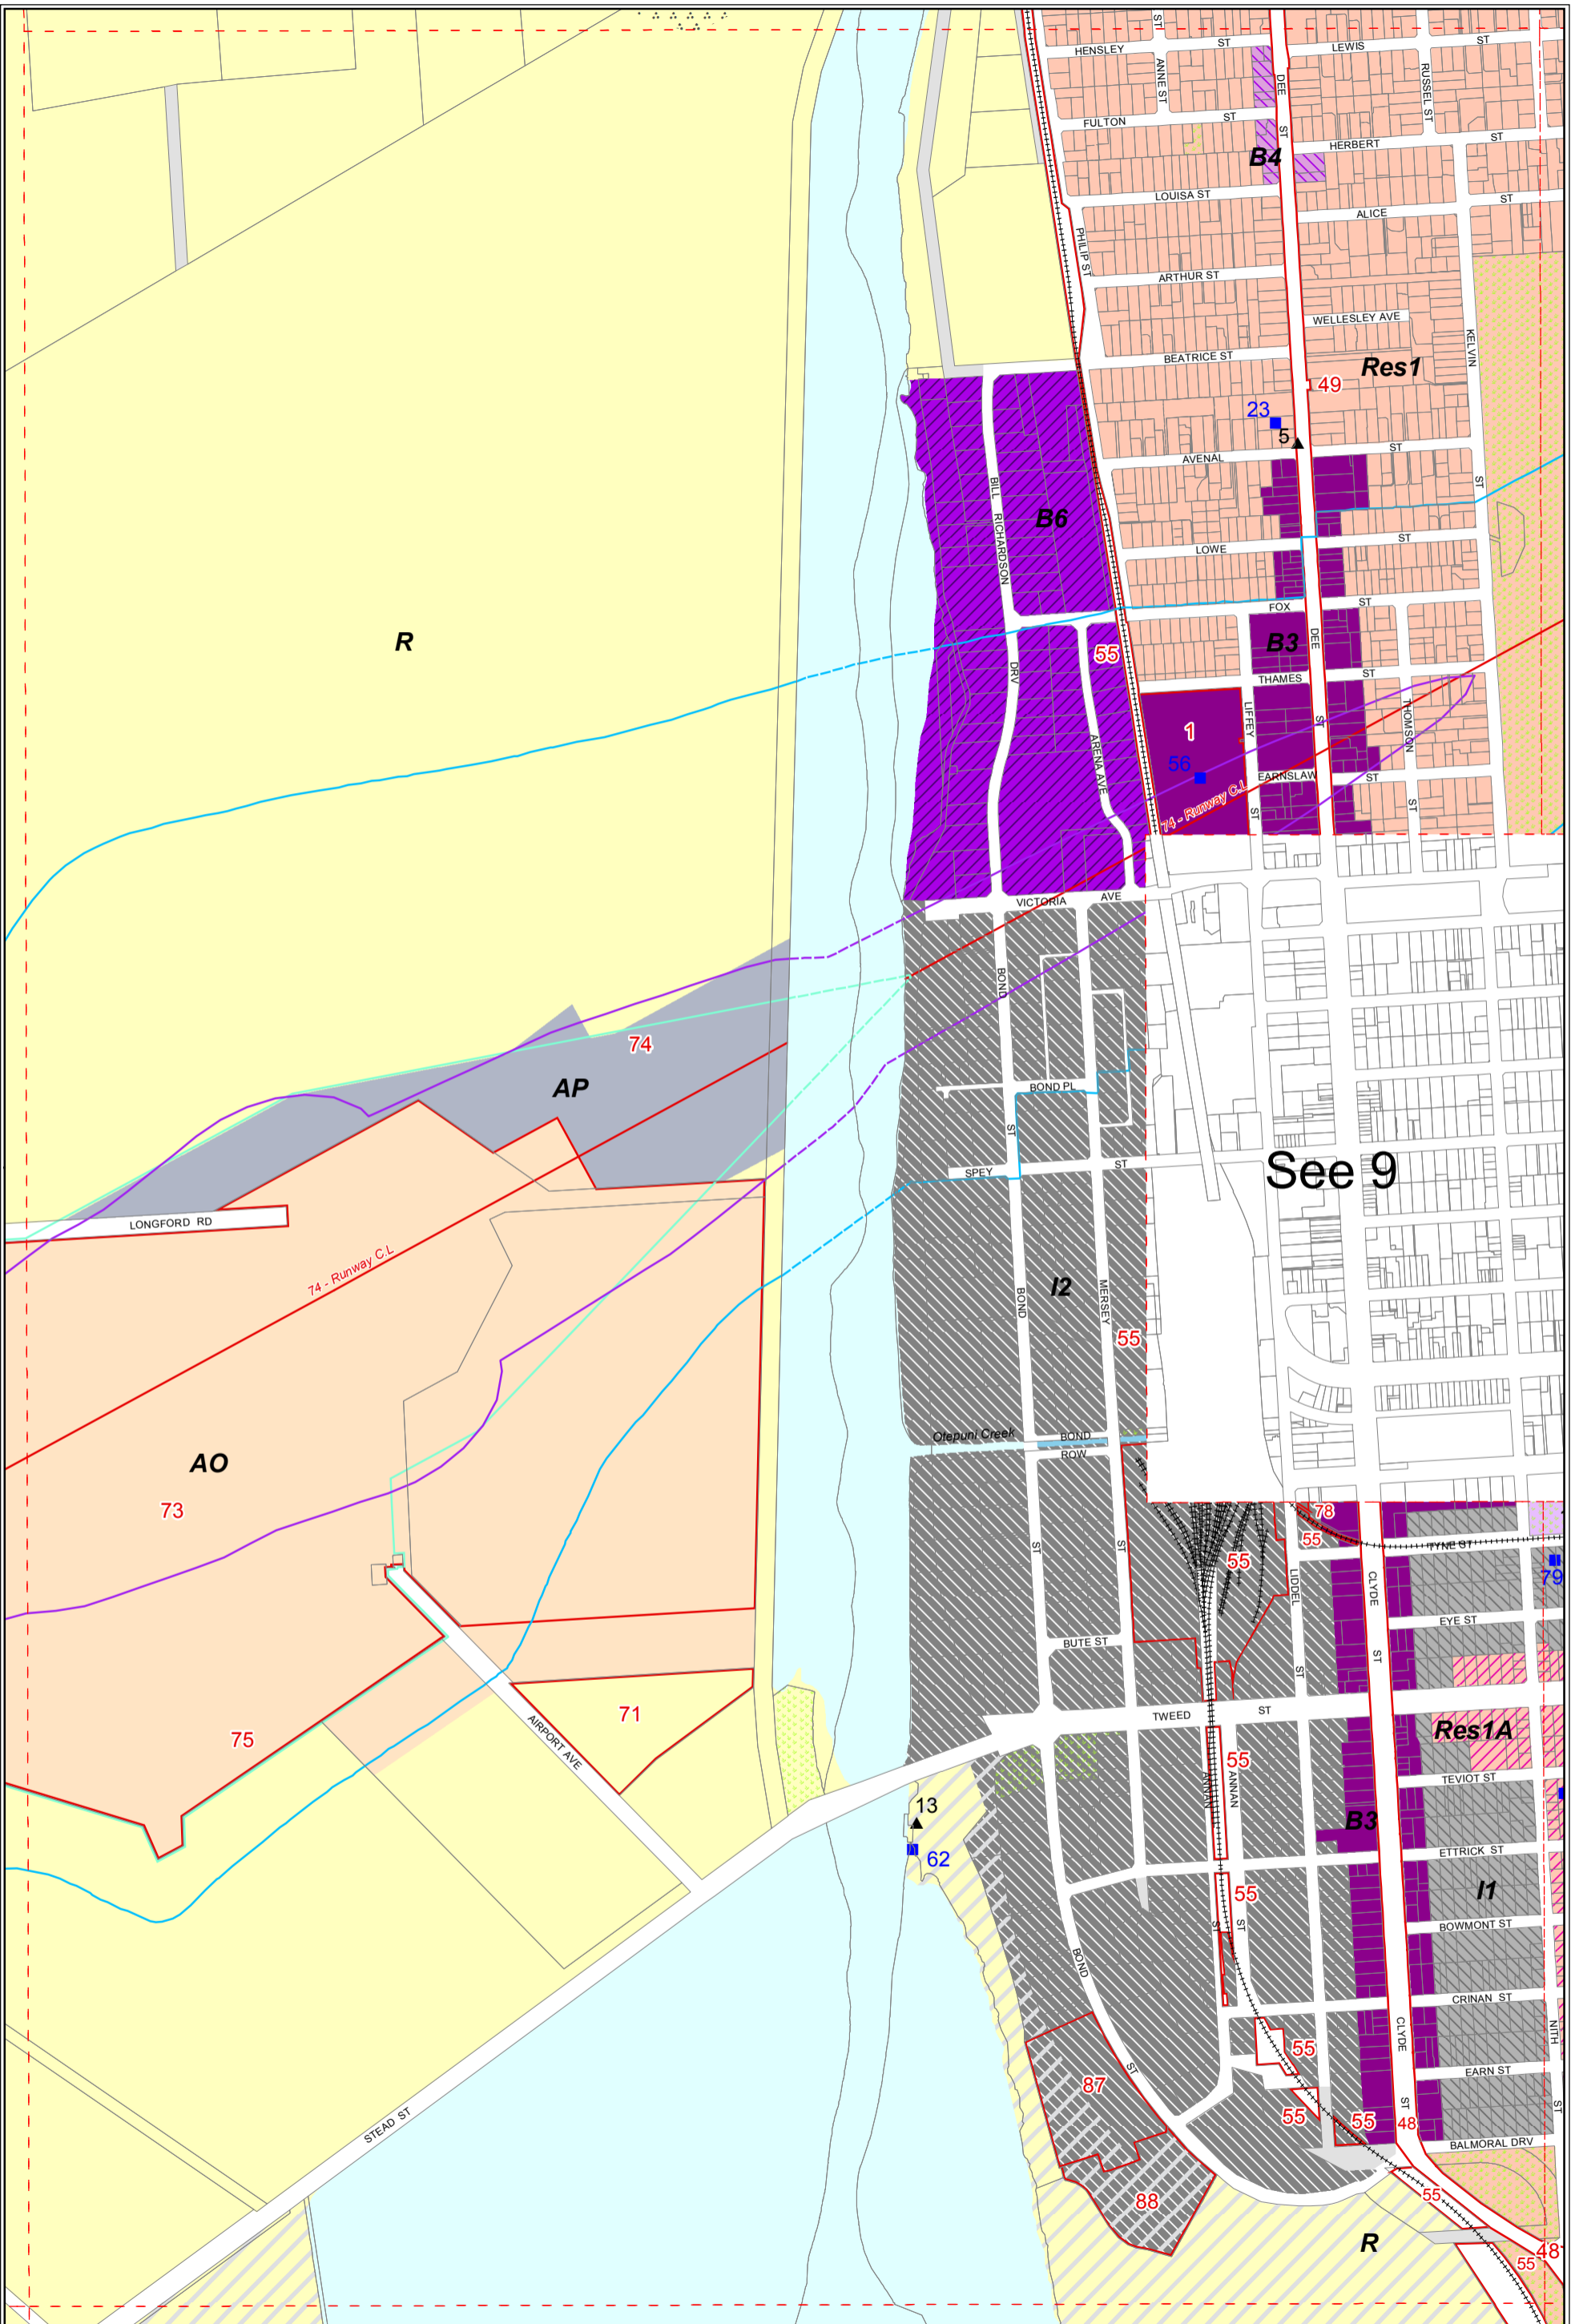 HENSLEY
ST
ST
ANNE ST
DEE
ST
LEWIS
ST
RUSSEL ST
FULTON
ST
HERBERT
ST
B4
LOUISA ST
ALICE
ST
PHILIP ST
ARTHUR ST
WELLESLEY AVE
KELVIN
ST
BEATRICE ST
Res1
49
23
5
AVENAL
ST
BILL RICHARDSON
DRV
B6
LOWE
ST
R
FOX
ST
B3
DEE
ST
55
THAMES
ST
LIFFEY
ST
THOMSON
ST
1
56
ARENA AVE
EARNSLAW
ST
74 - Runway C.L
VICTORIA
AVE
BOND
ST
74
AP
BOND PL
SPEY
ST
See 9
LONGFORD RD
74 - Runway C.L
I2
BOND
MERSEY
55
AO
73
Otepuni Creek
BOND
ROW
78
55
55
TYNE ST
79
ST
ST
LIDDEL
ST
CLYDE
ST
EYE ST
BUTE ST
71
AIRPORT AVE
75
TWEED
ST
Res1A
55
ANNAN
ANNAN
TEVIOT ST
13
62
B3
ETTRICK ST
55
I1
ST
ST
BOWMONT ST
BOND
ST
CRINAN ST
CLYDE
ST
NITH
ST
55
EARN ST
87
55
55
48
BALMORAL DRV
STEAD ST
88
55
R
48
55